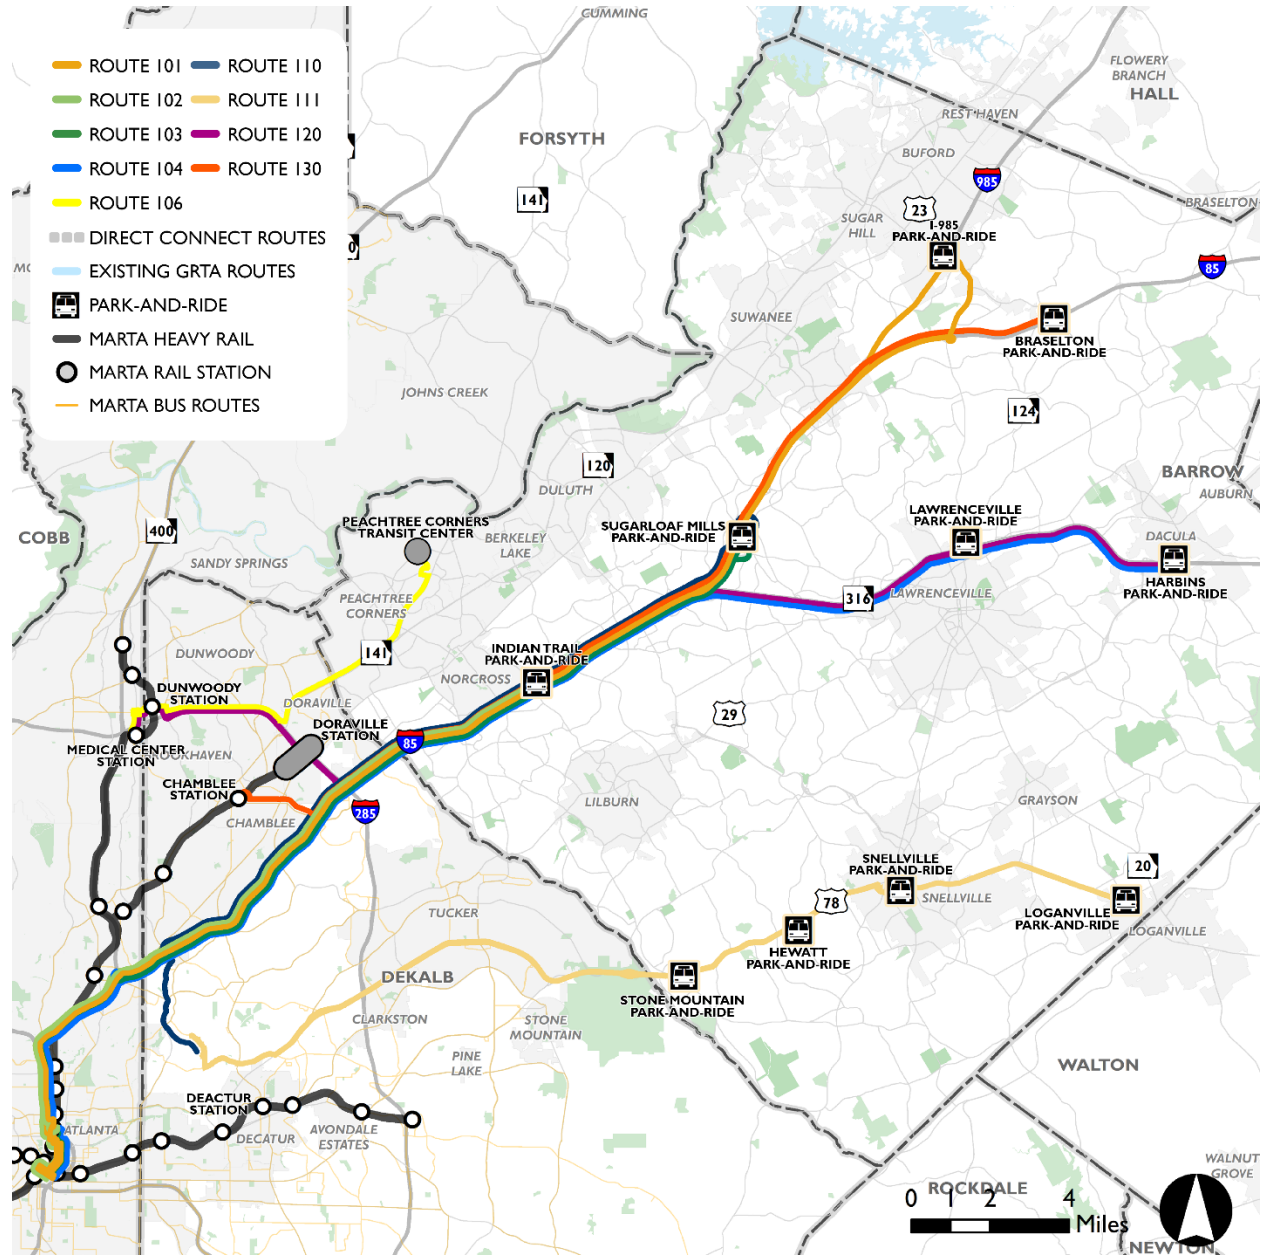 CUMMING
ROUTE 101
ROUTE 110
ROUTE 102
ROUTE 111
ROUTE 103
ROUTE 120
ROUTE 104
ROUTE 130
ROUTE 106
DIRECT CONNECT ROUTES
EXISTING GRTA ROUTES
PARK-AND-RIDE
MARTA HEAVY RAIL
MARTA RAIL STATION
MARTA BUS ROUTES
FLOWERY
BRANCH
HALL
REST HAVEN
FORSYTH
BUFORD
985
141
23
SUGAR
HILL
BRASELTON
I-985
PARK-AND-RIDE
85
SUWANEE
BRASELTON
PARK-AND-RIDE
JOHNS CREEK
124
120
DULUTH
BARROW
AUBURN
COBB
400
PEACHTREE CORNERS
TRANSIT CENTER
BERKELEY
LAKE
SUGARLOAF MILLS
PARK-AND-RIDE
LAWRENCEVILLE
PARK-AND-RIDE
DACULA
SANDY SPRINGS
HARBINS
PARK-AND-RIDE
PEACHTREE
CORNERS
316
LAWRENCEVILLE
141
DUNWOODY
INDIAN TRAIL
PARK-AND-RIDE
NORCROSS
DUNWOODY
STATION
DORAVILLE
29
DORAVILLE
STATION
85
MEDICAL CENTER
STATION
BROOKHAVEN
CHAMBLEE
STATION
CHAMBLEE
285
LILBURN
GRAYSON
SNELLVILLE
PARK-AND-RIDE
20
SNELLVILLE
78
TUCKER
LOGANVILLE
PARK-AND-RIDE
LOGANVILLE
HEWATT
PARK-AND-RIDE
DEKALB
STONE MOUNTAIN
PARK-AND-RIDE
CLARKSTON
STONE
MOUNTAIN
PINE
LAKE
WALTON
DEACTUR
STATION
ATLANTA
DECATUR
AVONDALE
ESTATES
WALNUT
GROVE
ROCKDALE
0 1 2 4
Miles
NEWTON